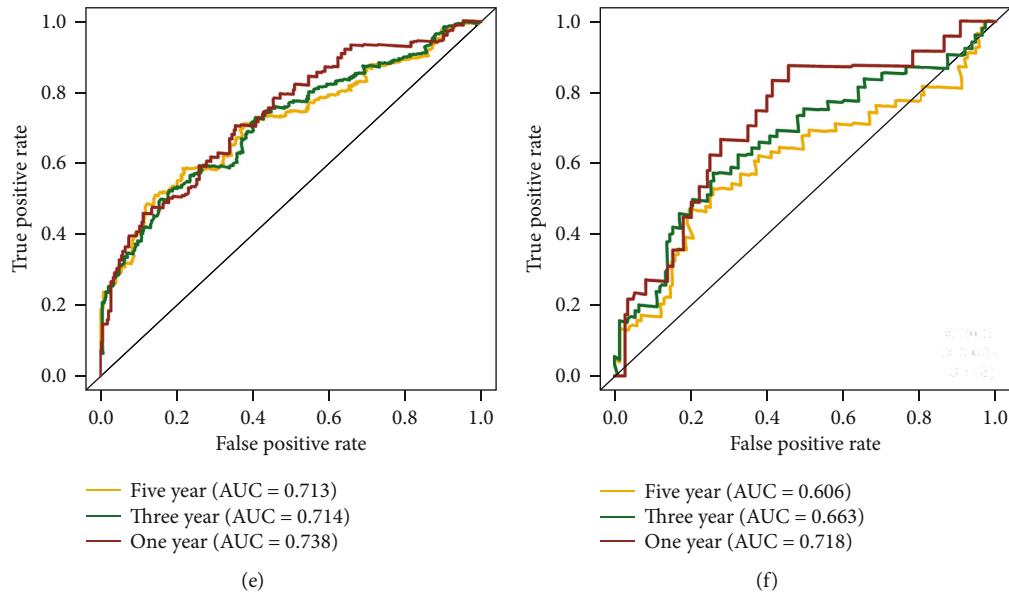 1.0
0.8
0.6
0.4
0.2
0.0
True positive rate
0.0 0.2 0.4 0.6 0.8 1.0
False positive rate
Five year (AUC = 0.713)
Three year (AUC = 0.714)
One year (AUC = 0.738)
(e)
1.0
0.8
0.6
0.4
0.2
0.0
True positive rate
0.0 0.2 0.4 0.6 0.8 1.0
False positive rate
Five year (AUC = 0.606)
Three year (AUC = 0.663)
One year (AUC = 0.718)
(f)